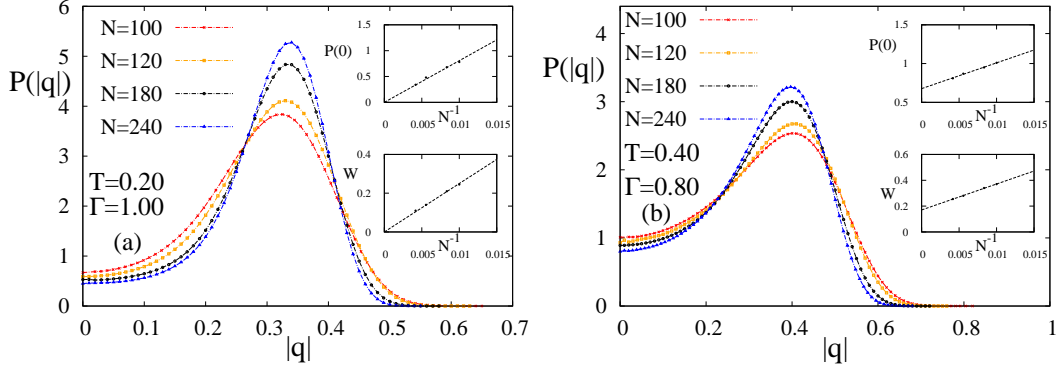 6
5
4
3
2
1
0
P(|q|)
N=100
N=120
N=180
N=240
T=0.20
Γ=1.00
(a)
0
0.1
0.2
0.3
0.4
0.5
0.6
0.7
|q|
1.5
1
0.5
0
P(0)
0.005
0.01
0.015
N⁻¹
0.4
0.2
0
W
0
0.005
0.01
0.015
N⁻¹
4
3
2
1
0
P(|q|)
N=100
N=120
N=180
N=240
T=0.40
Γ=0.80
(b)
0
0.2
0.4
0.6
0.8
1
|q|
1.5
1
0.5
P(0)
0
0.005
0.01
0.015
N⁻¹
0.6
0.4
0.2
0
W
0
0.005
0.01
0.015
N⁻¹